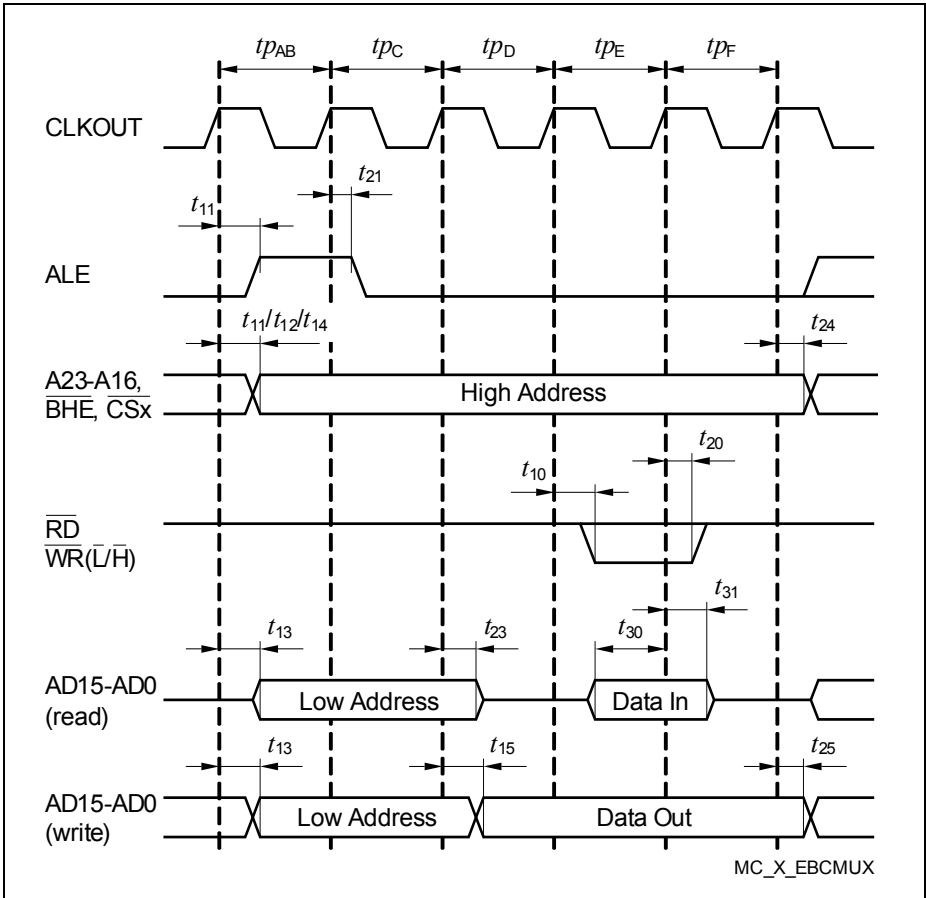 tpAB tpC tpD tpE tpF
CLKOUT
t21
t11
ALE
t11/t12/t14
t24
A23-A16,
BHE, CSx
High Address
t20
t10
RD
WR(L/H)
t31
t13 t23 t30
AD15-AD0
(read)
Low Address Data In
t13 t15 t25
AD15-AD0
(write)
Low Address Data Out
MC_X_EBCMUX